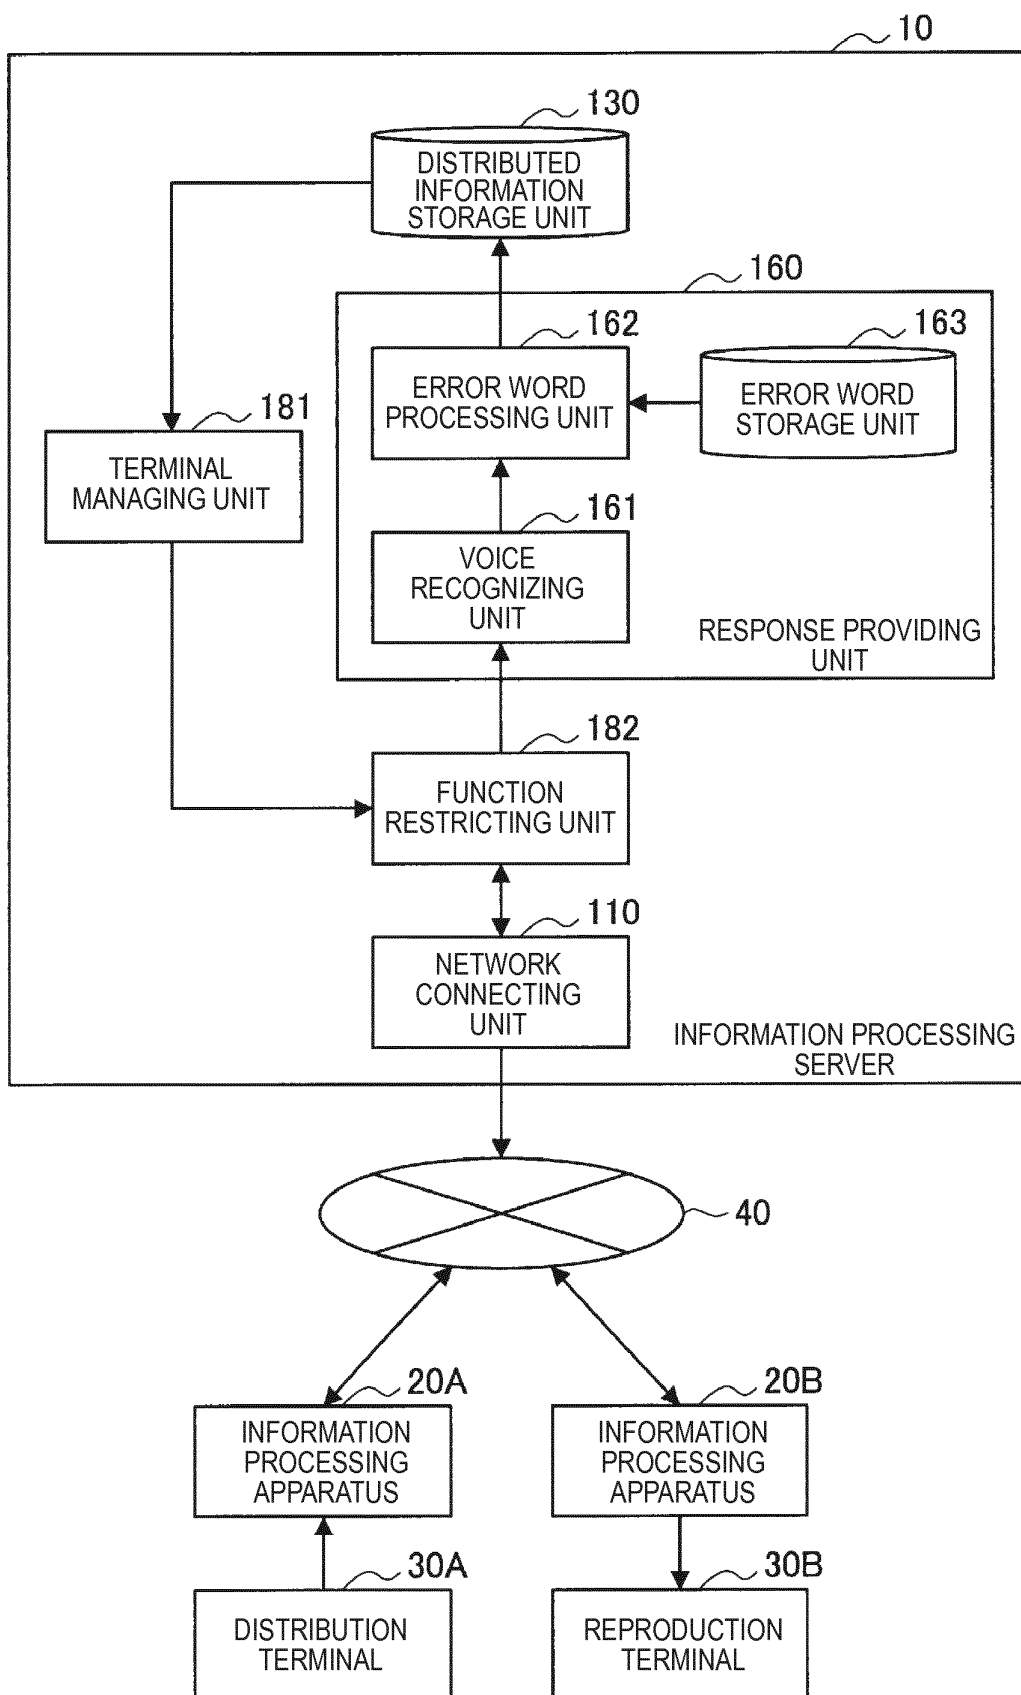 10
130
DISTRIBUTED
INFORMATION
STORAGE UNIT
160
162
163
ERROR WORD
PROCESSING UNIT
ERROR WORD
STORAGE UNIT
181
TERMINAL
MANAGING UNIT
161
VOICE
RECOGNIZING
UNIT
RESPONSE PROVIDING
UNIT
182
FUNCTION
RESTRICTING UNIT
110
NETWORK
CONNECTING
UNIT
INFORMATION PROCESSING
SERVER
40
20A
20B
INFORMATION
PROCESSING
APPARATUS
INFORMATION
PROCESSING
APPARATUS
30A
30B
DISTRIBUTION
TERMINAL
REPRODUCTION
TERMINAL